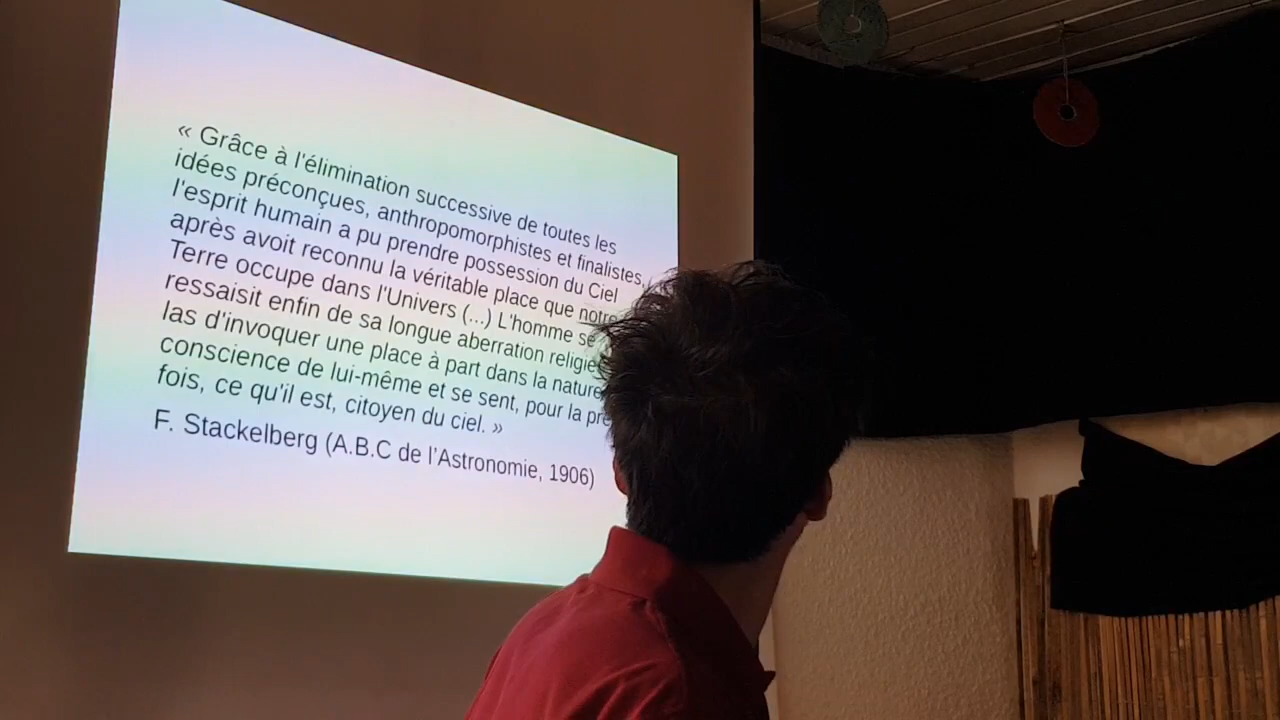 « Grâce à l'élimination successive de toutes les
idées préconçues, anthropomorphistes et finalistes,
l'esprit humain a pu prendre possession du Ciel
après avoit reconnu la véritable place que notre
Terre occupe dans l'Univers (...) L'homme se
ressaisit enfin de sa longue aberration
las d'invoquer une place à part dans la nature
conscience de lui-même et se sent, pour la
fois, ce qu'il est, citoyen du ciel. »
F. Stackelberg (A.B.C de l'Astronomie, 1906)